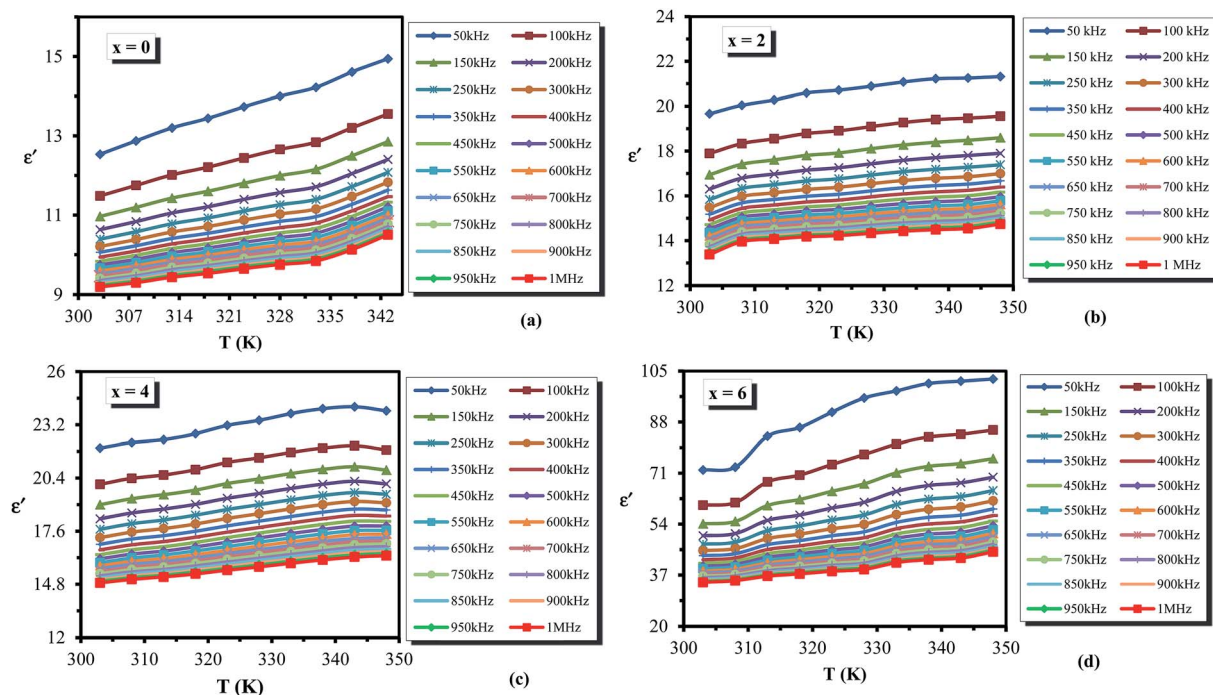 x = 0
ε′
15
13
11
9
300 307 314 321 328 335 342
T (K)
50kHz 100kHz
150kHz 200kHz
250kHz 300kHz
350kHz 400kHz
450kHz 500kHz
550kHz 600kHz
650kHz 700kHz
750kHz 800kHz
850kHz 900kHz
950kHz 1MHz
(a)
x = 2
ε′
24
22
20
18
16
14
12
300 310 320 330 340 350
T (K)
50 kHz 100 kHz
150 kHz 200 kHz
250 kHz 300 kHz
350 kHz 400 kHz
450 kHz 500 kHz
550 kHz 600 kHz
650 kHz 700 kHz
750 kHz 800 kHz
850 kHz 900 kHz
950 kHz 1 MHz
(b)
x = 4
ε′
26
23.2
20.4
17.6
14.8
12
300 310 320 330 340 350
T (K)
50kHz 100kHz
150kHz 200kHz
250kHz 300kHz
350kHz 400kHz
450kHz 500kHz
550kHz 600kHz
650kHz 700kHz
750kHz 800kHz
850kHz 900kHz
950kHz 1MHz
(c)
x = 6
ε′
105
88
71
54
37
20
300 310 320 330 340 350
T (K)
50kHz 100kHz
150kHz 200kHz
250kHz 300kHz
350kHz 400kHz
450kHz 500kHz
550kHz 600kHz
650kHz 700kHz
750kHz 800kHz
850kHz 900kHz
950kHz 1MHz
(d)